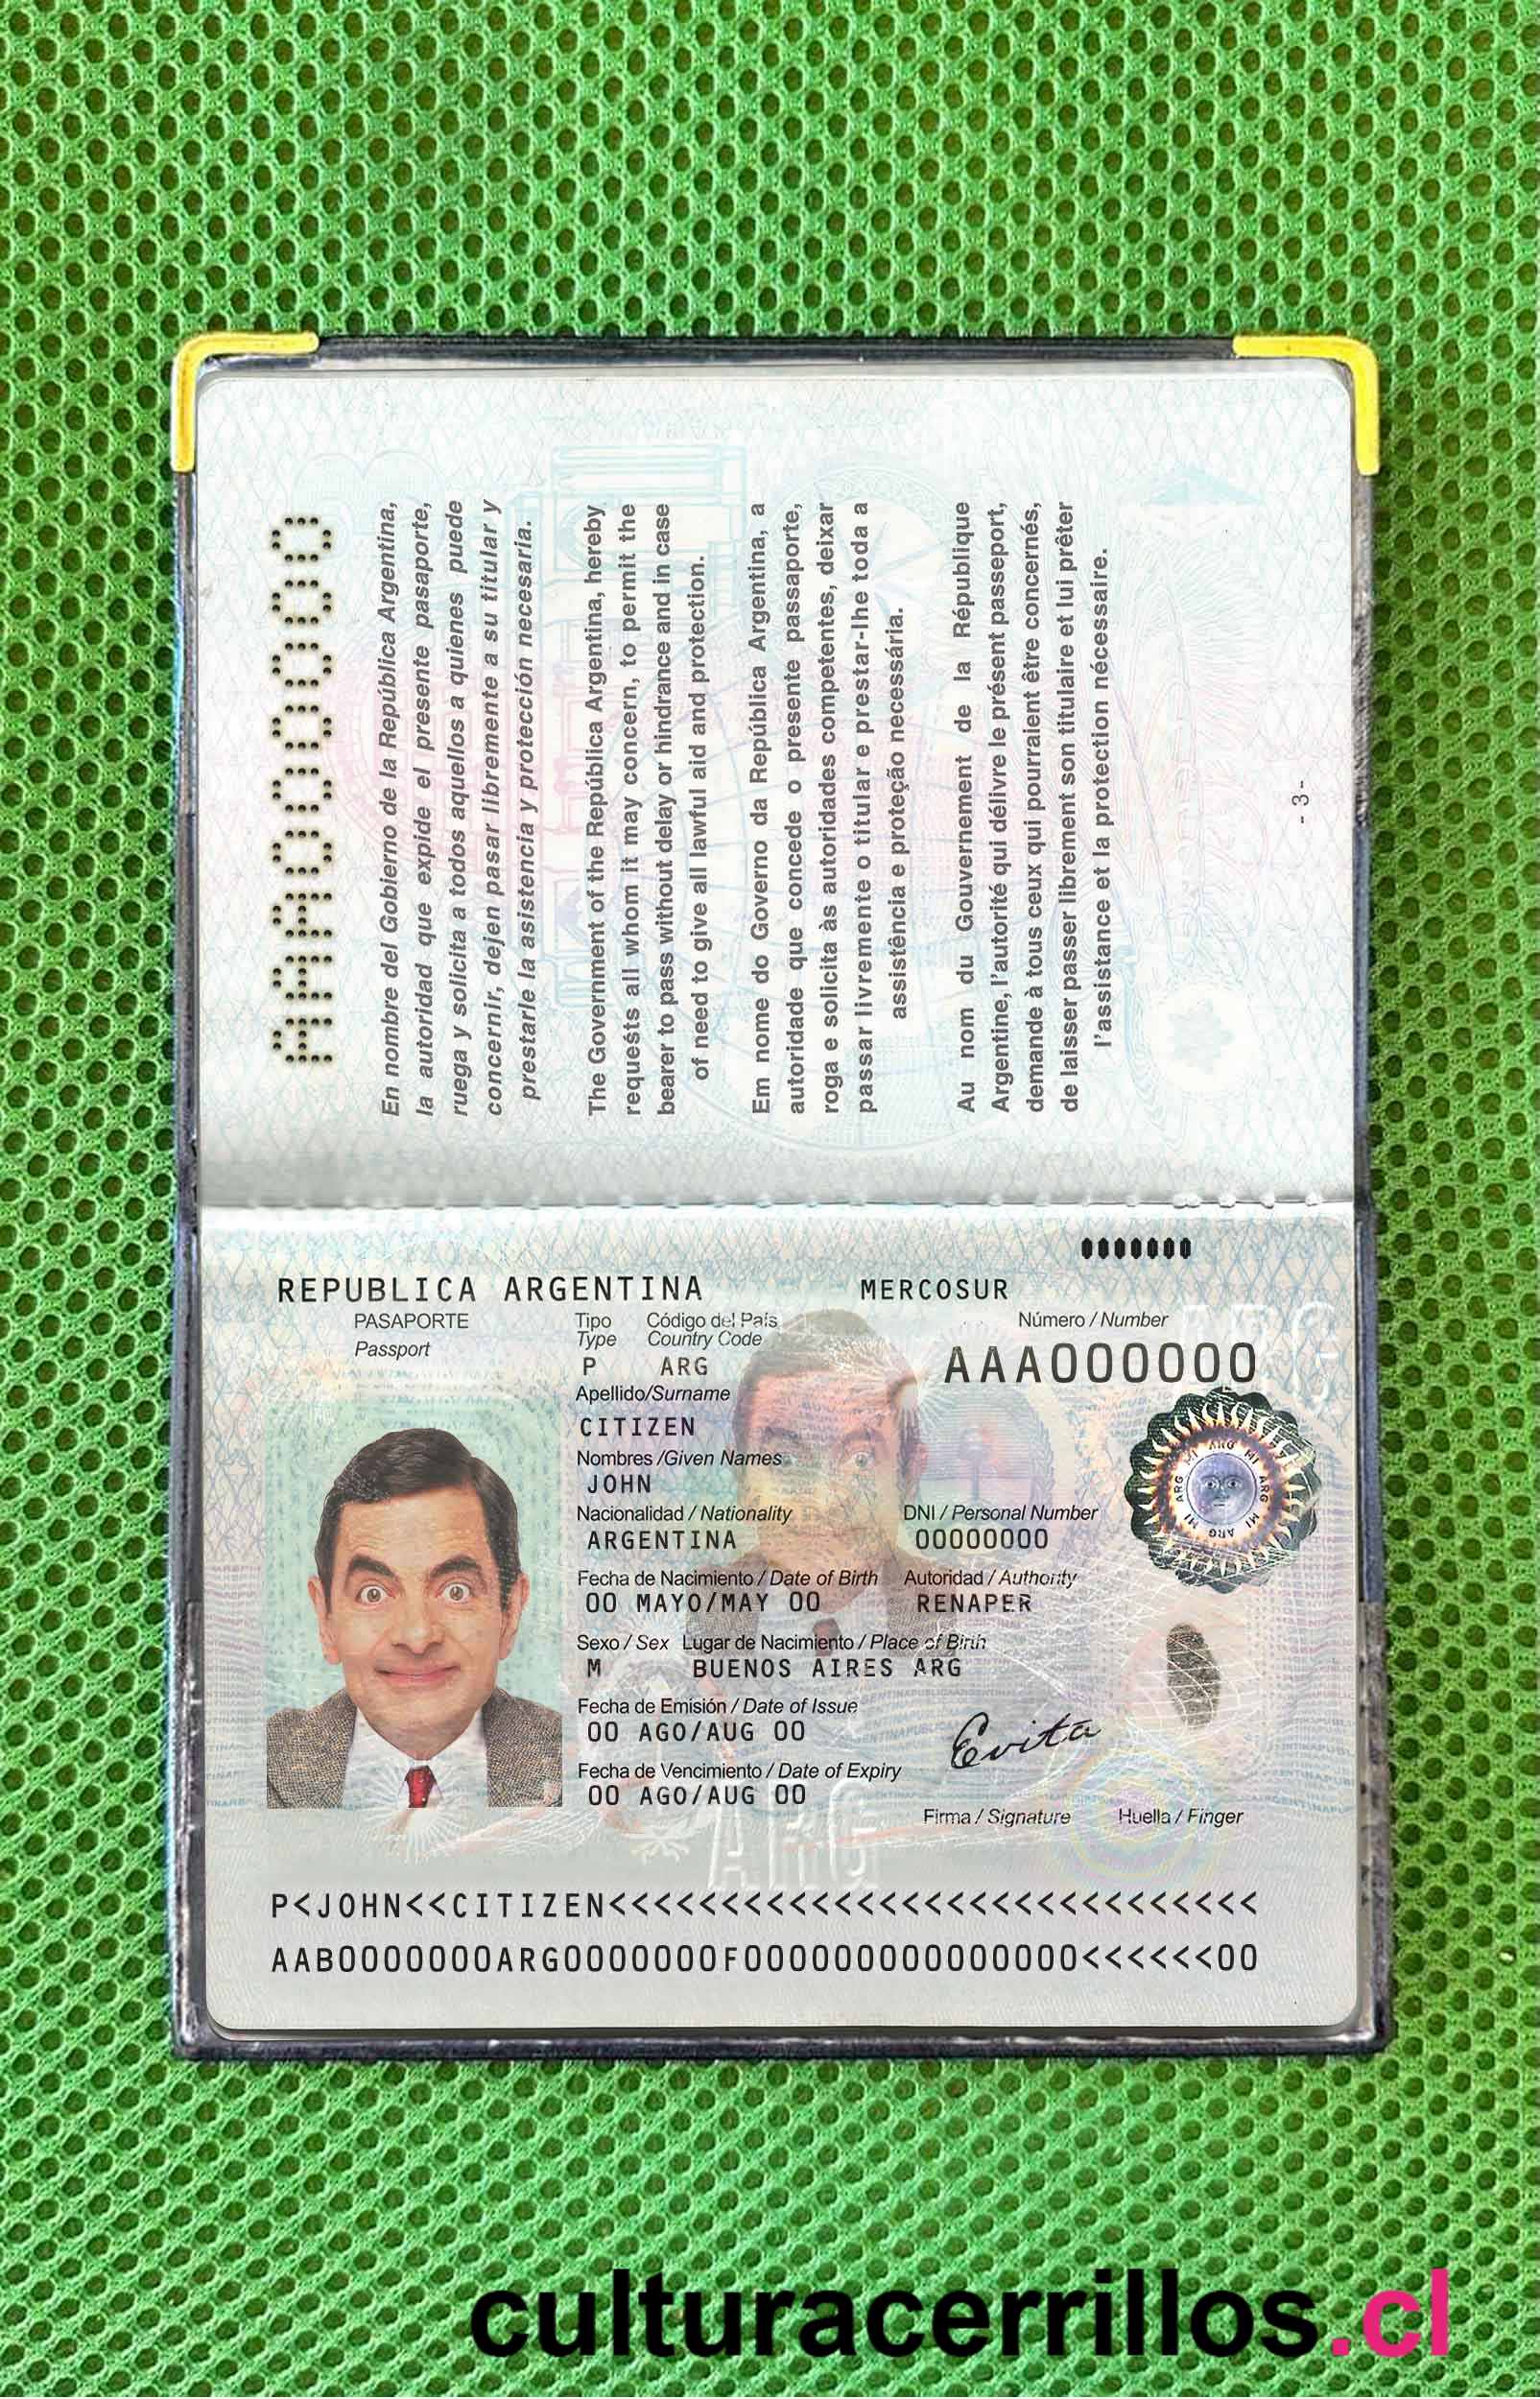 AAA000000
En nombre del Gobierno de la República Argentina,
la autoridad que expide el presente pasaporte,
ruega y solicita a todos aquellos a quienes puede
concernir, dejen pasar libremente a su titular y
prestarle la asistencia y protección necesaria.
The Government of the República Argentina, hereby
requests all whom it may concern, to permit the
bearer to pass without delay or hindrance and in case
of need to give all lawful aid and protection.
Em nome do Governo da República Argentina, a
autoridade que concede o presente passaporte,
roga e solicita às autoridades competentes, deixar
passar livremente o titular e prestar-lhe toda a
assistência e proteção necessária.
Au nom du Gouvernement de la République
Argentine, l'autorité qui délivre le présent passeport,
demande à tous ceux qui pourraient être concernés,
de laisser passer librement son titulaire et lui prêter
l'assistance et la protection nécessaire.
-3-
0000000
REPUBLICA ARGENTINA MERCOSUR
PASAPORTE Tipo Código del País Número / Number
Passport Type Country Code
P ARG AAA000000
Apellido/Surname
CITIZEN
Nombres /Given Names
JOHN
Nacionalidad / Nationality DNI / Personal Number
ARGENTINA 00000000
Fecha de Nacimiento / Date of Birth Autoridad / Authority
00 MAYO/MAY 00 RENAPER
Sexo / Sex Lugar de Nacimiento / Place of Birth
M BUENOS AIRES ARG
Fecha de Emisión / Date of Issue
00 AGO/AUG 00
Evita
Fecha de Vencimiento / Date of Expiry
00 AGO/AUG 00
Firma / Signature Huella / Finger
ARG
P<JOHN<<CITIZEN<<<<<<<<<<<<<<<<<<<<<<<<<<<<<
AAB0000000ARG0000000F000000000000000<<<<<<00
culturacerrillos.cl